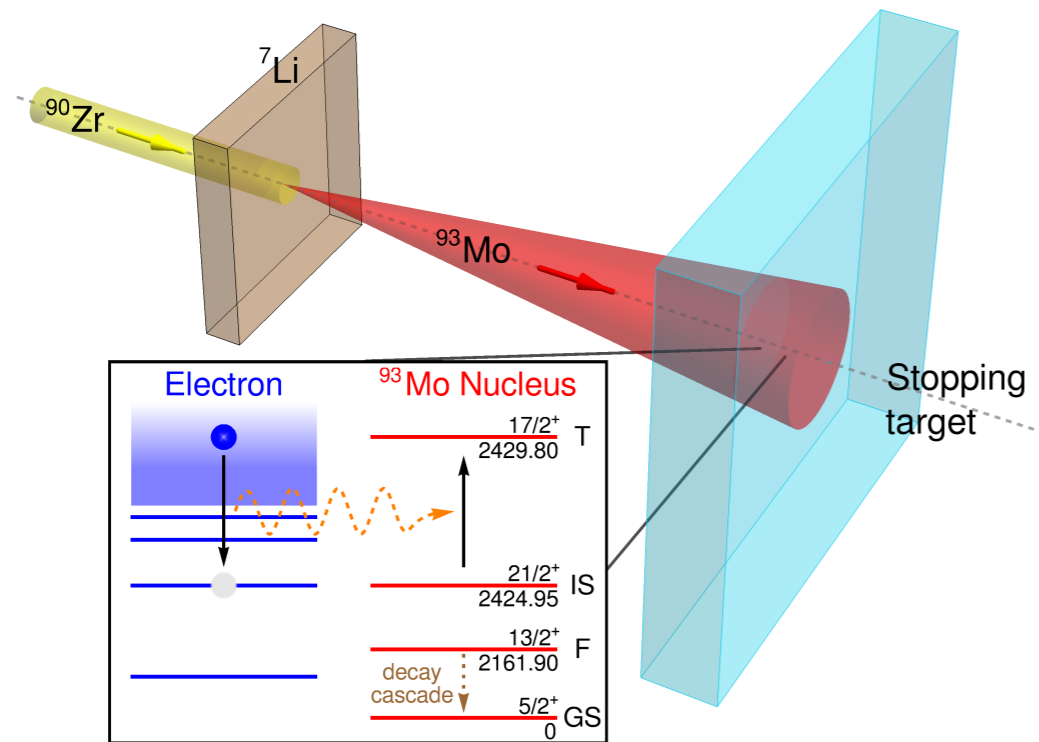 ⁷Li
⁹⁰Zr
⁹³Mo
Stopping
target
Electron
⁹³Mo Nucleus
17/2⁺
T
2429.80
21/2⁺
IS
2424.95
13/2⁺
F
2161.90
decay
cascade
5/2⁺
GS
0